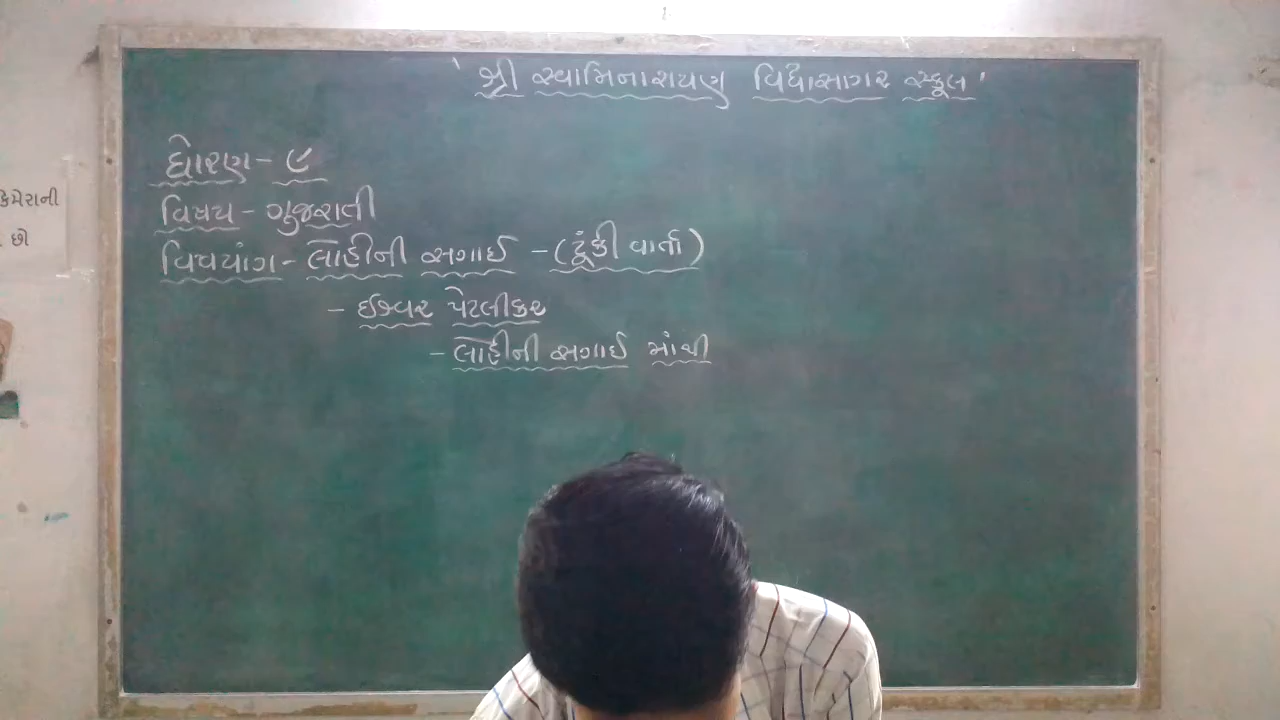 ' શ્રી સ્વામિનારાયણ વિદ્યાસાગર સ્કૂલ '
ધોરણ - ૯
વિષય - ગુજરાતી
વિષયાંગ - લોહીની સગાઈ - (ટૂંકી વાર્તા)
- ઈશ્વર પેટલીકર
- લોહીની સગાઈ માંથી
કેમેરાની
છો